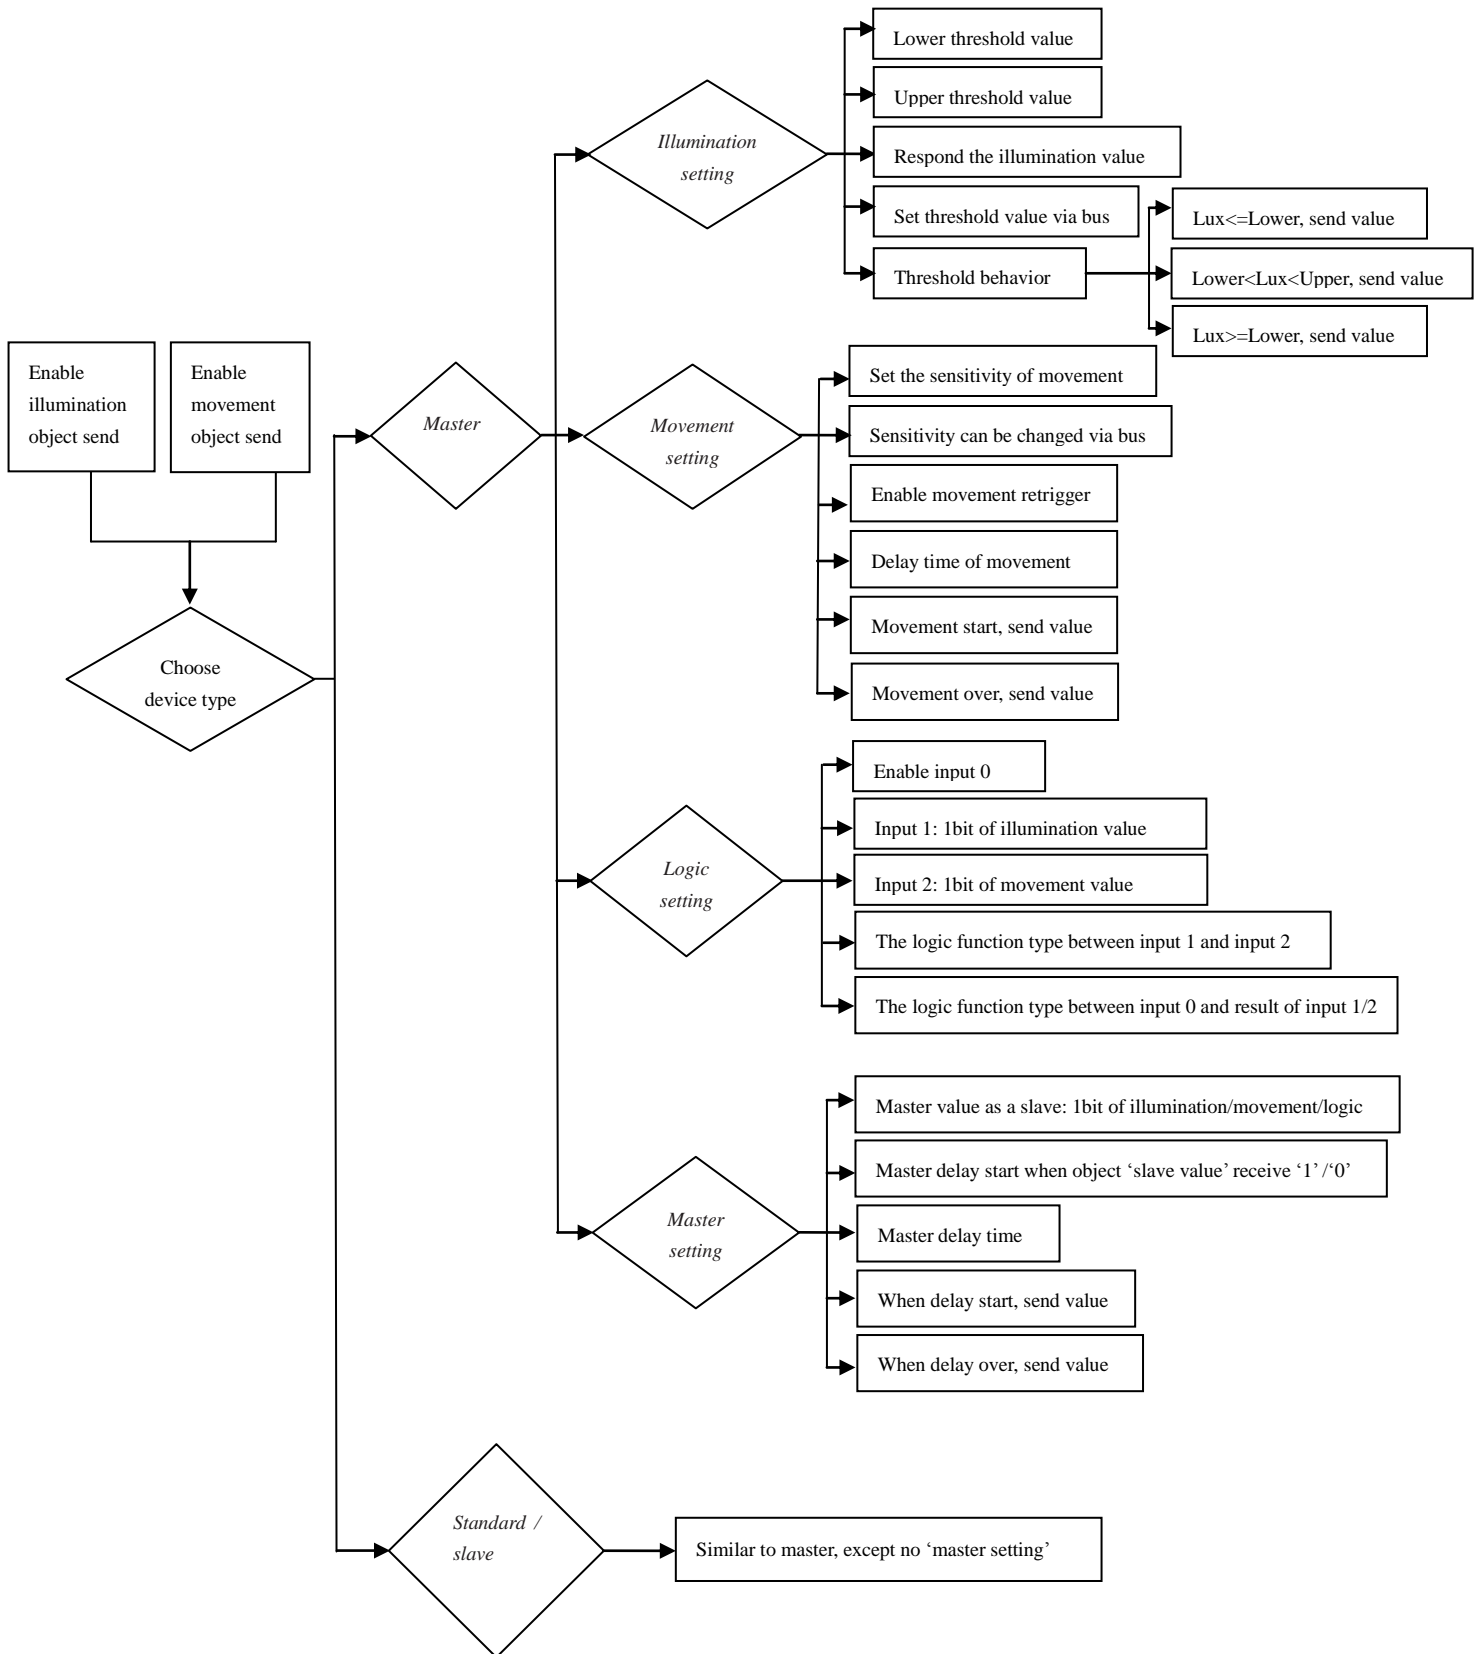 Lower threshold value
Upper threshold value
Illumination
setting
Respond the illumination value
Set threshold value via bus
Threshold behavior
Lux<=Lower, send value
Lower<Lux<Upper, send value
Lux>=Lower, send value
Enable
illumination
object send
Enable
movement
object send
Master
Movement
setting
Set the sensitivity of movement
Sensitivity can be changed via bus
Enable movement retrigger
Delay time of movement
Movement start, send value
Movement over, send value
Choose
device type
Logic
setting
Enable input 0
Input 1: 1bit of illumination value
Input 2: 1bit of movement value
The logic function type between input 1 and input 2
The logic function type between input 0 and result of input 1/2
Master
setting
Master value as a slave: 1bit of illumination/movement/logic
Master delay start when object ‘slave value’ receive ‘1’ /‘0’
Master delay time
When delay start, send value
When delay over, send value
Standard /
slave
Similar to master, except no ‘master setting’